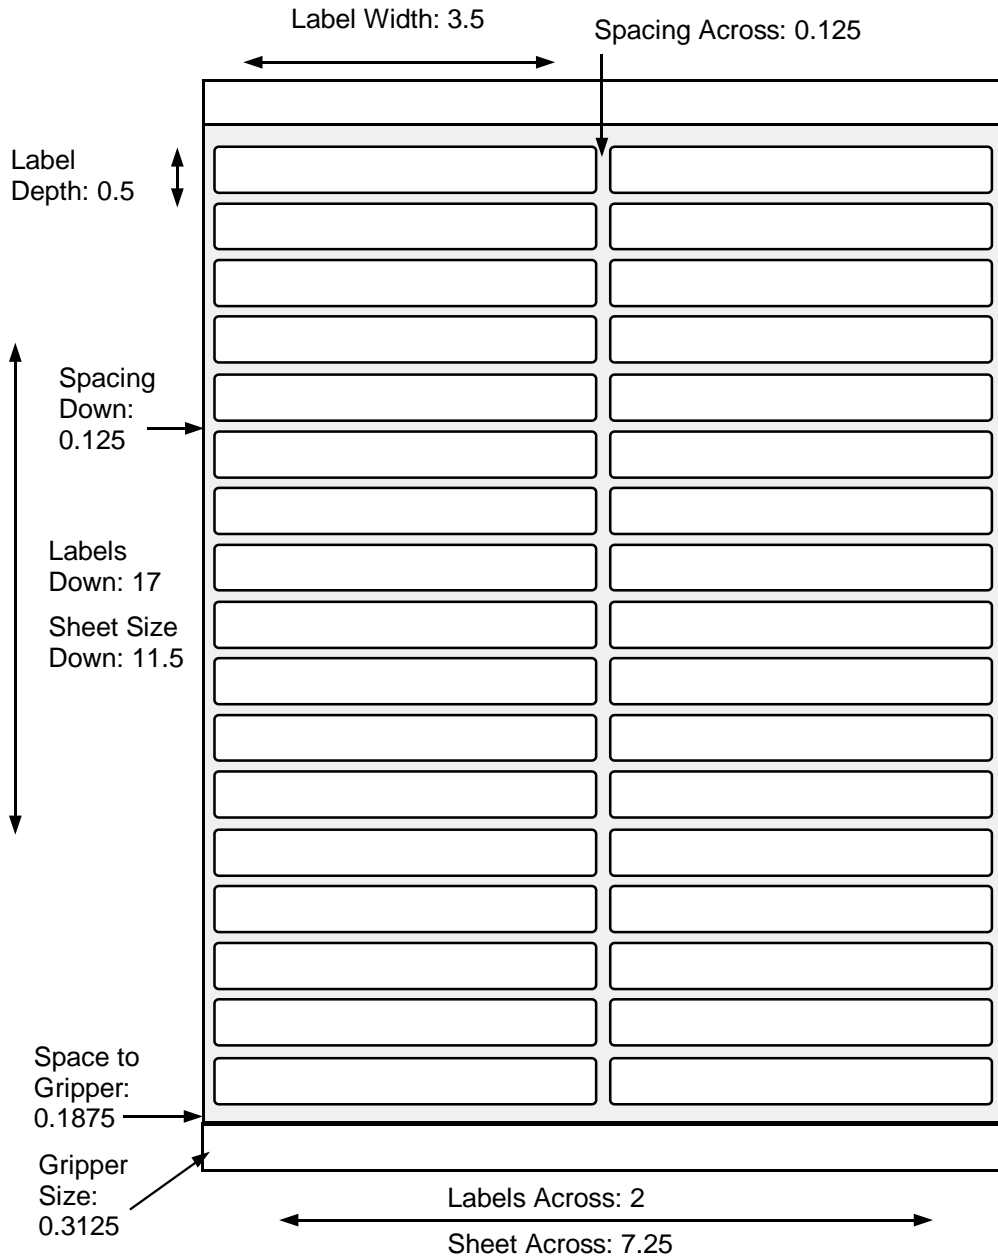 Label Width: 3.5
Spacing Across: 0.125
Label
Depth: 0.5
Spacing
Down:
0.125
Labels
Down: 17
Sheet Size
Down: 11.5
Space to
Gripper:
0.1875
Gripper
Size:
0.3125
Labels Across: 2
Sheet Across: 7.25